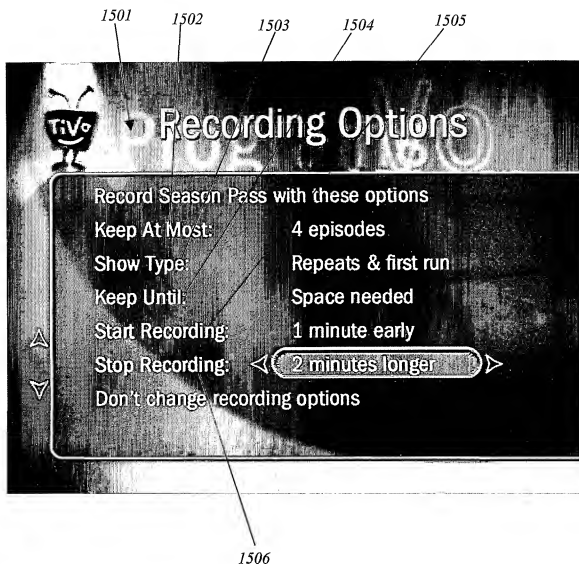 1501 1502 1503 1504 1505
TiVo Recording Options
Record Season Pass with these options
Keep At Most: 4 episodes
Show Type: Repeats & first run
Keep Until: Space needed
Start Recording: 1 minute early
Stop Recording: 2 minutes longer
Don't change recording options
1506